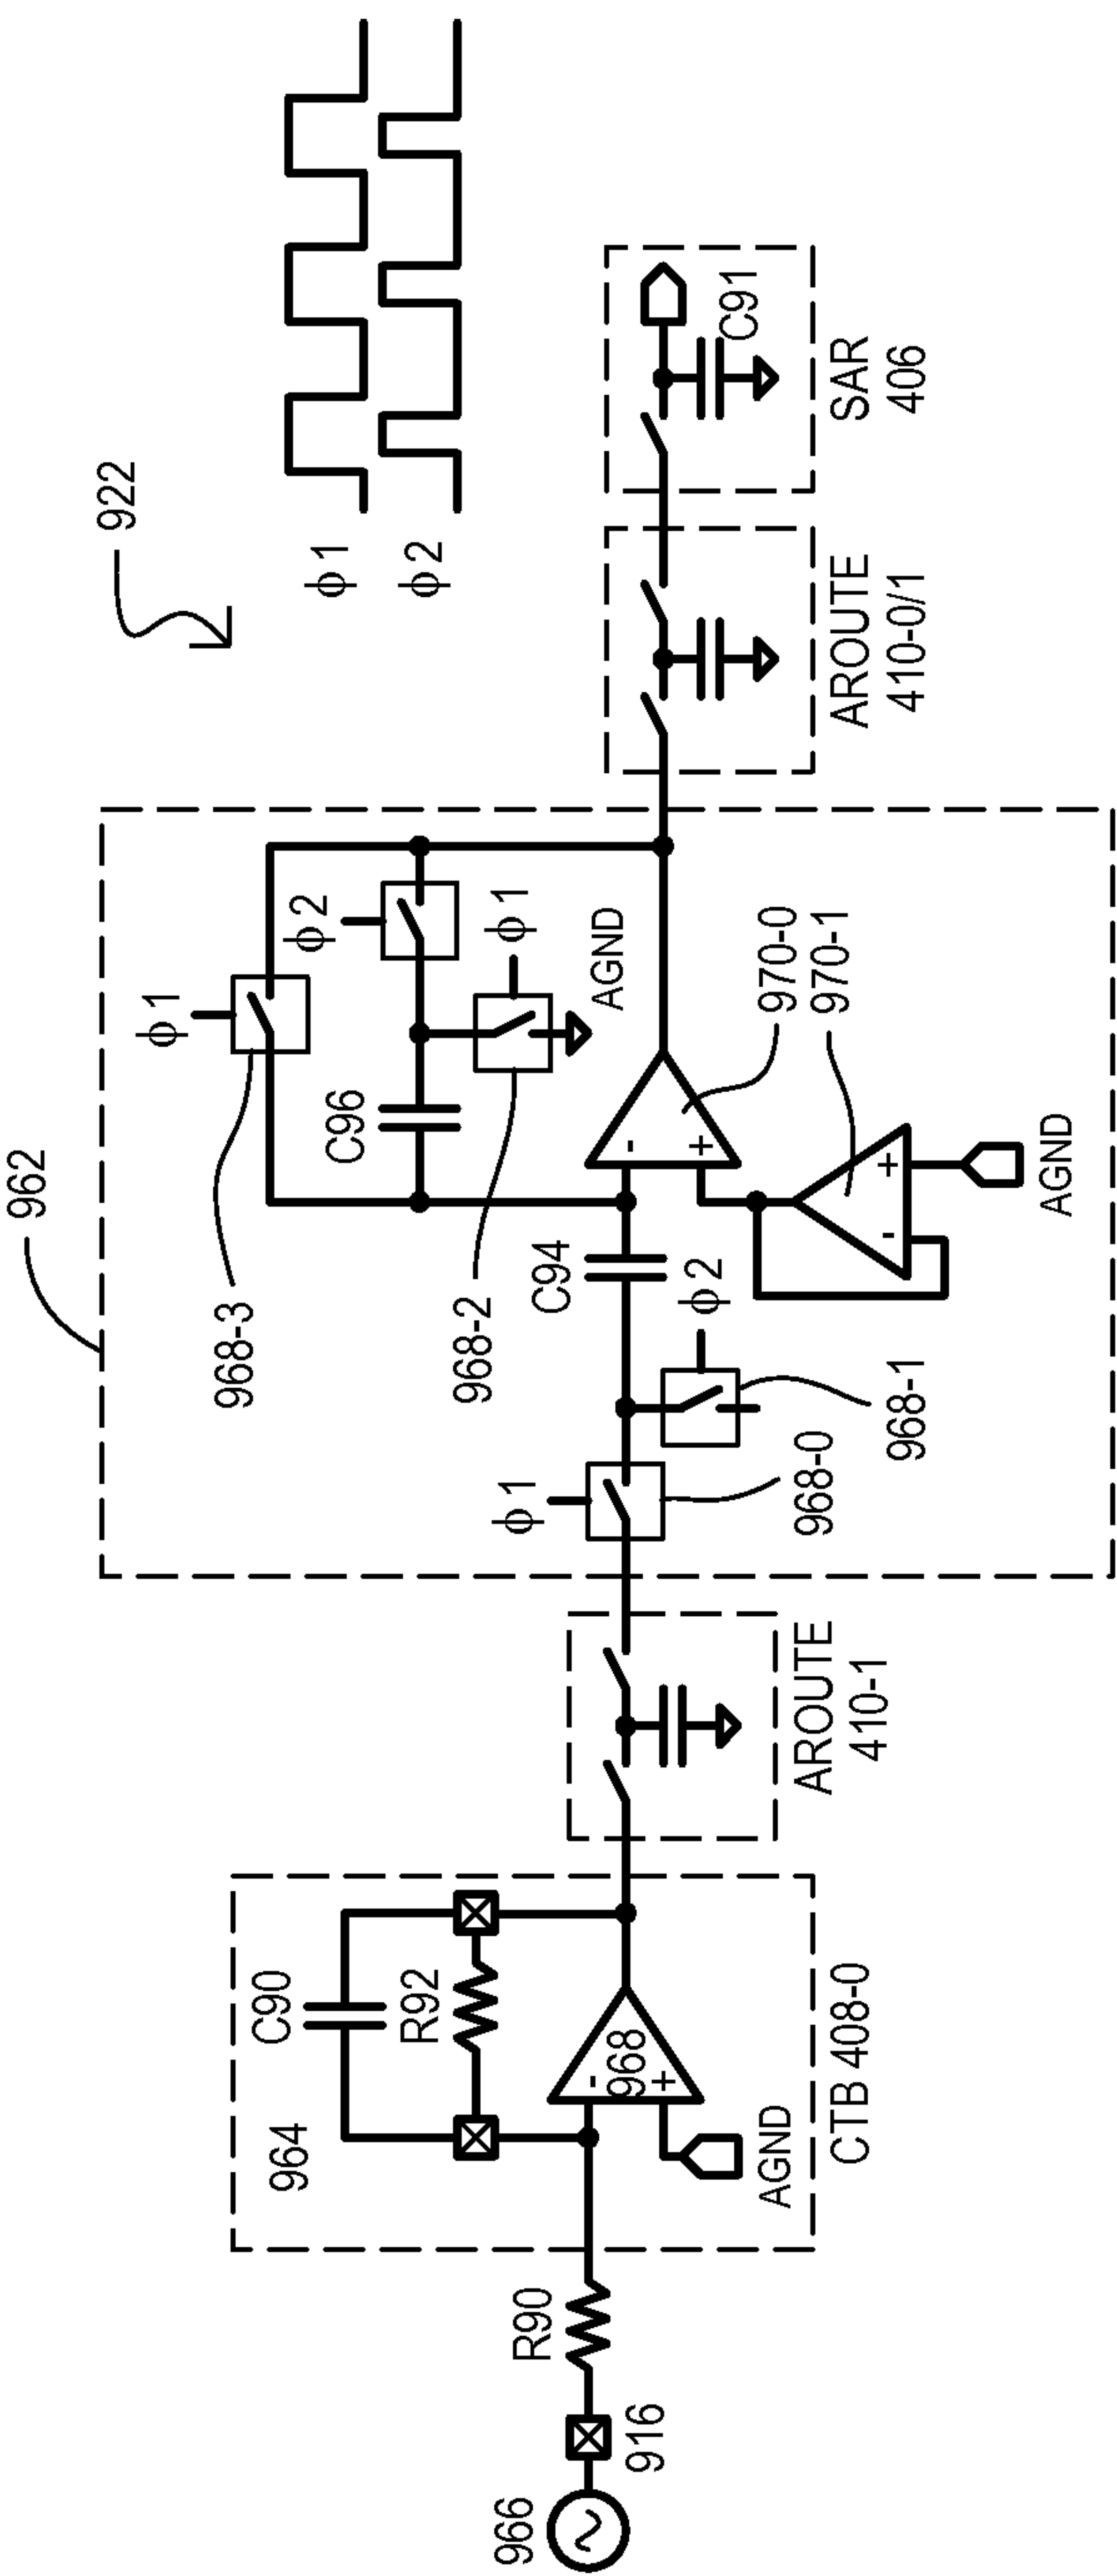 922
ϕ1
ϕ2
962
ϕ1
968-3
ϕ2
C96
ϕ1
968-2
AGND
C94
ϕ1
ϕ2
968-0
968-1
-
+
970-0
970-1
-
+
AGND
966
916
R90
964
C90
R92
968
-
+
AGND
CTB 408-0
AROUTE
410-1
AROUTE
410-0/1
C91
SAR
406